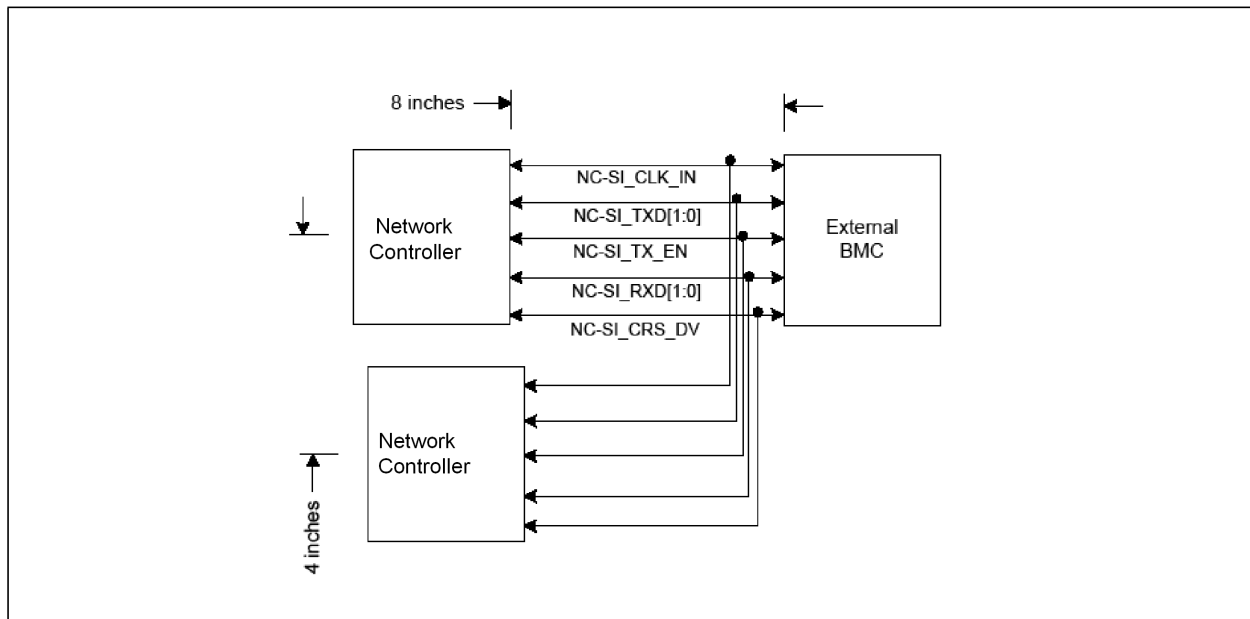 8 inches
NC-SI_CLK_IN
NC-SI_TXD[1:0]
NC-SI_TX_EN
NC-SI_RXD[1:0]
NC-SI_CRS_DV
Network
Controller
External
BMC
Network
Controller
4 inches